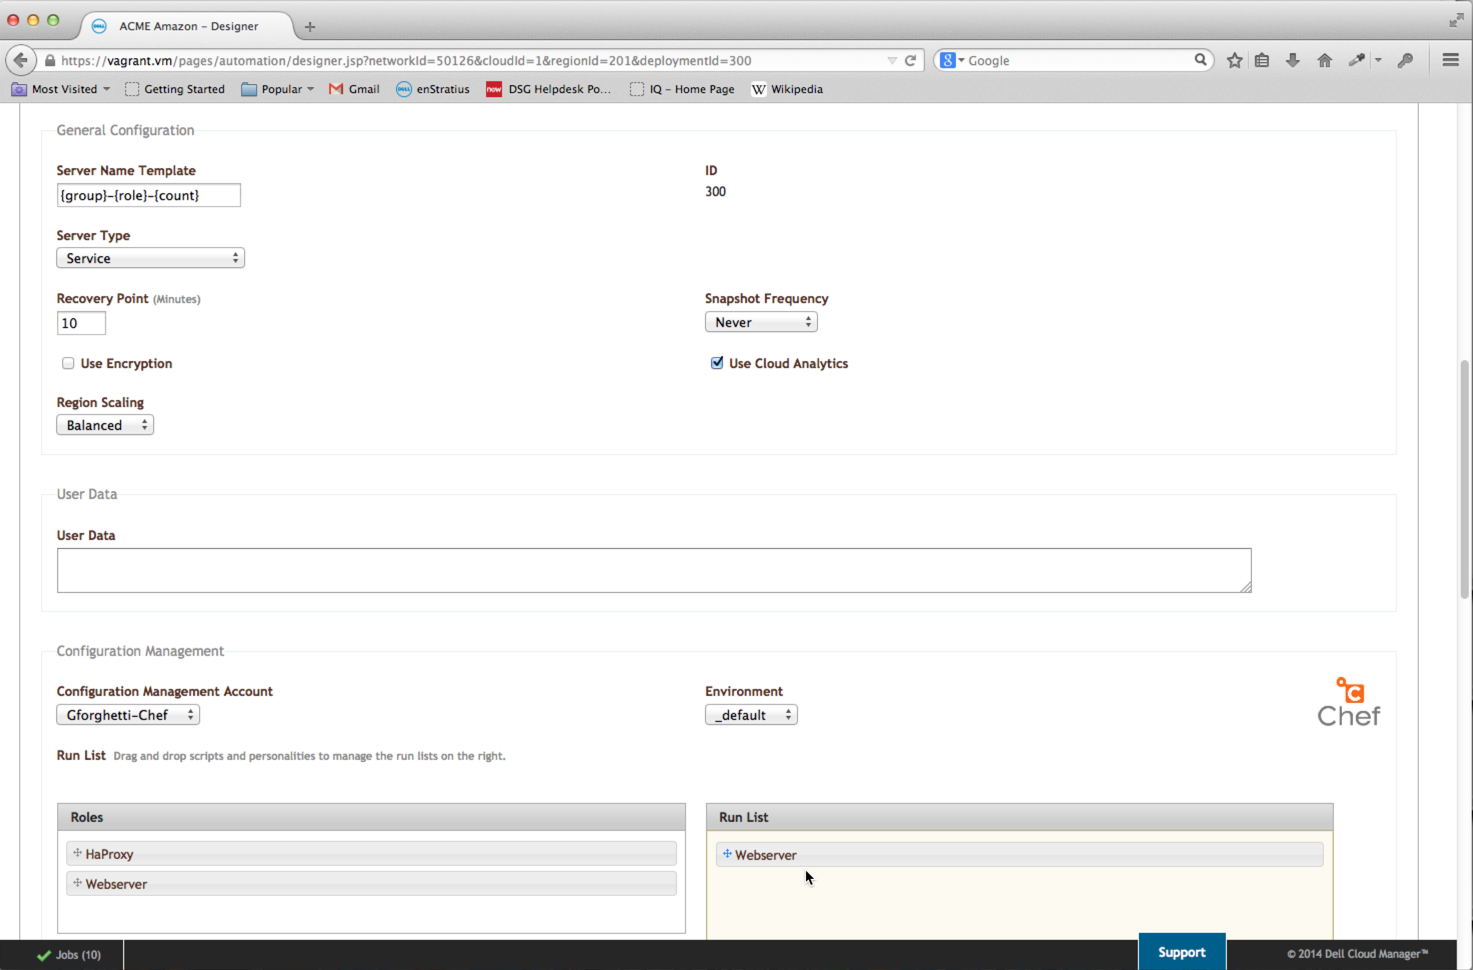 ACME Amazon – Designer
https://vagrant.vm/pages/automation/designer.jsp?networkId=50126&cloudId=1&regionId=201&deploymentId=300
Google
Most Visited
Getting Started
Popular
Gmail
enStratius
DSG Helpdesk Po...
IQ – Home Page
Wikipedia
General Configuration
Server Name Template
ID
{group}-{role}-{count}
300
Server Type
Service
Recovery Point (Minutes)
Snapshot Frequency
10
Never
Use Encryption
Use Cloud Analytics
Region Scaling
Balanced
User Data
User Data
Configuration Management
Configuration Management Account
Environment
Gforghetti-Chef
_default
Chef
Run List Drag and drop scripts and personalities to manage the run lists on the right.
Roles
Run List
HaProxy
Webserver
Webserver
Jobs (10)
Support
© 2014 Dell Cloud Manager™